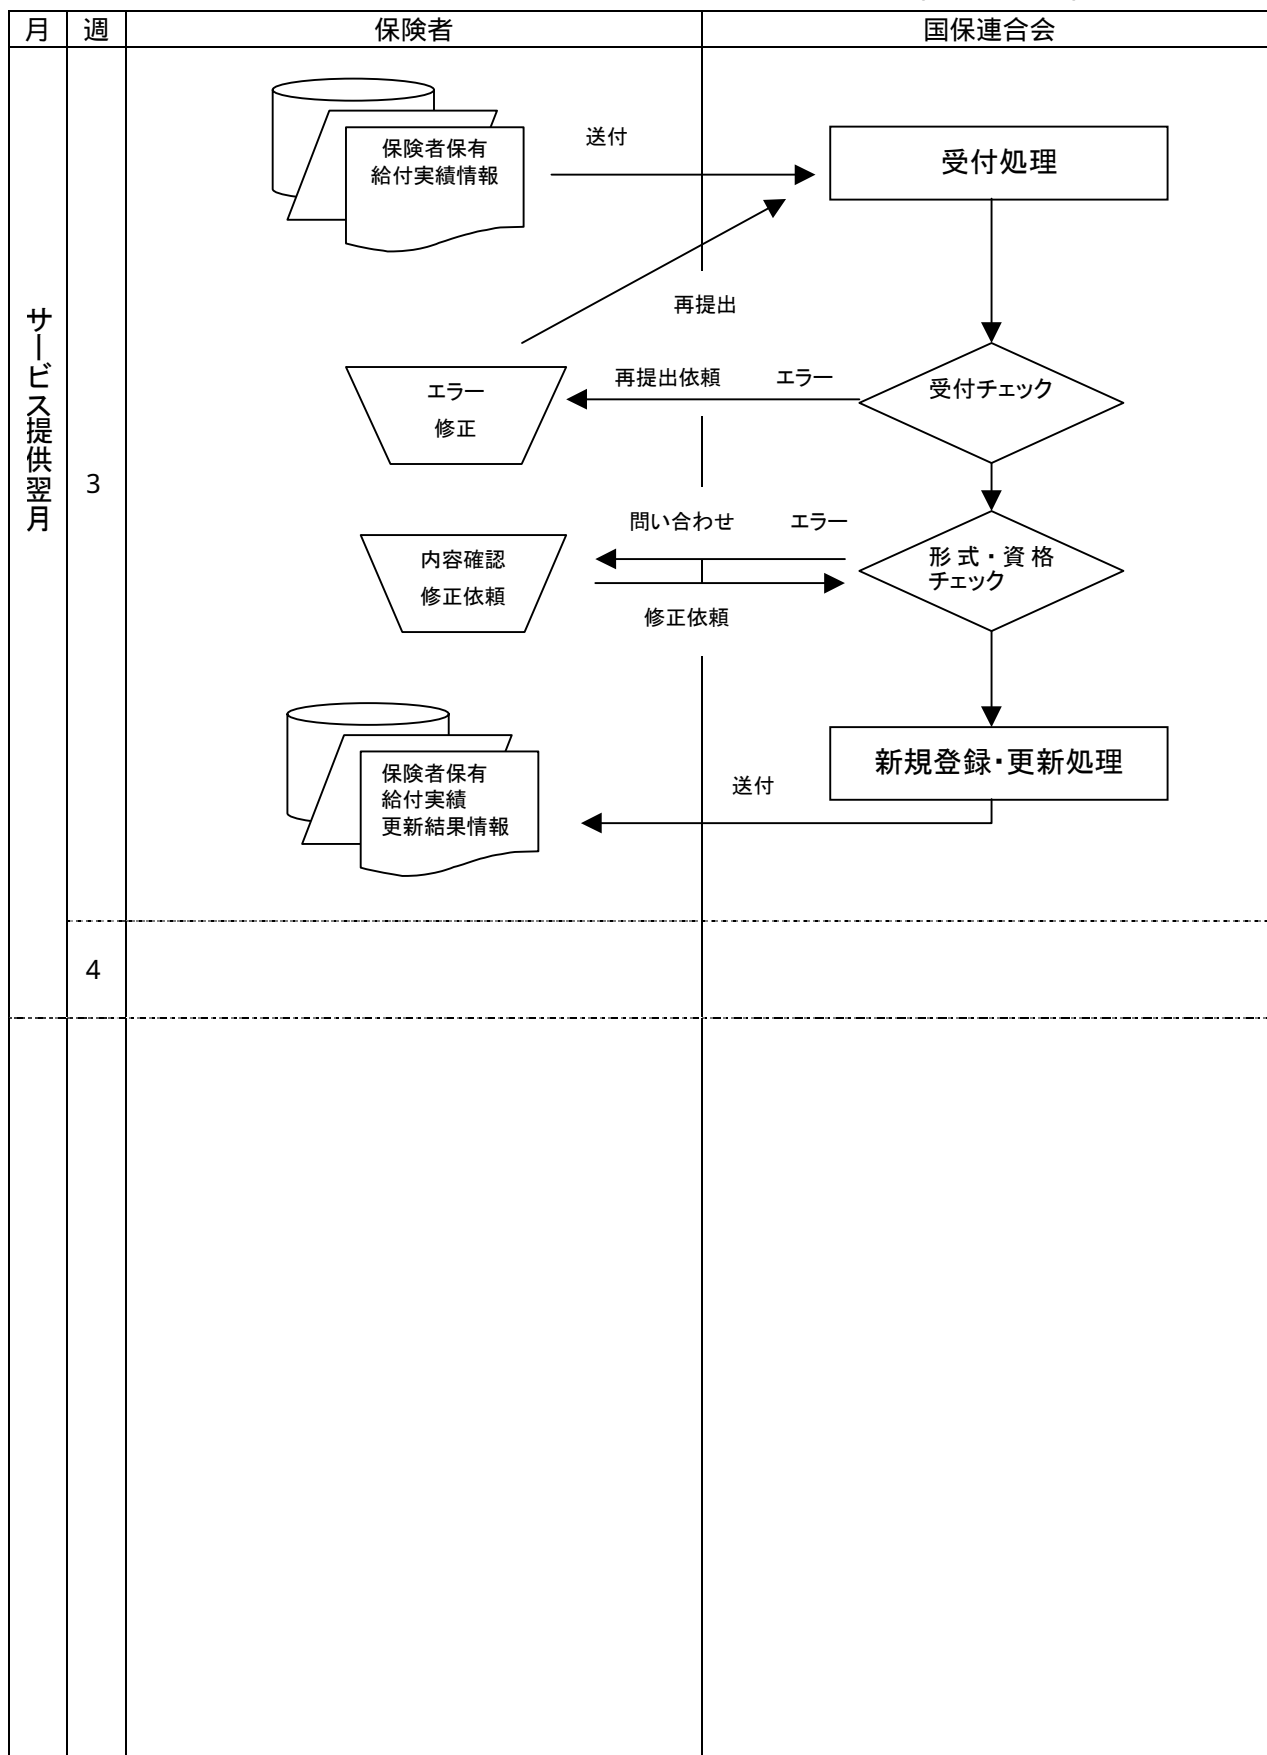 月 週 保険者 国保連合会
サービス提供翌月
3
保険者保有
給付実績情報
送付
受付処理
再提出
エラー
修正
再提出依頼 エラー
受付チェック
問い合わせ エラー
内容確認
修正依頼
形式・資格
チェック
修正依頼
新規登録・更新処理
保険者保有
給付実績
更新結果情報
送付
4